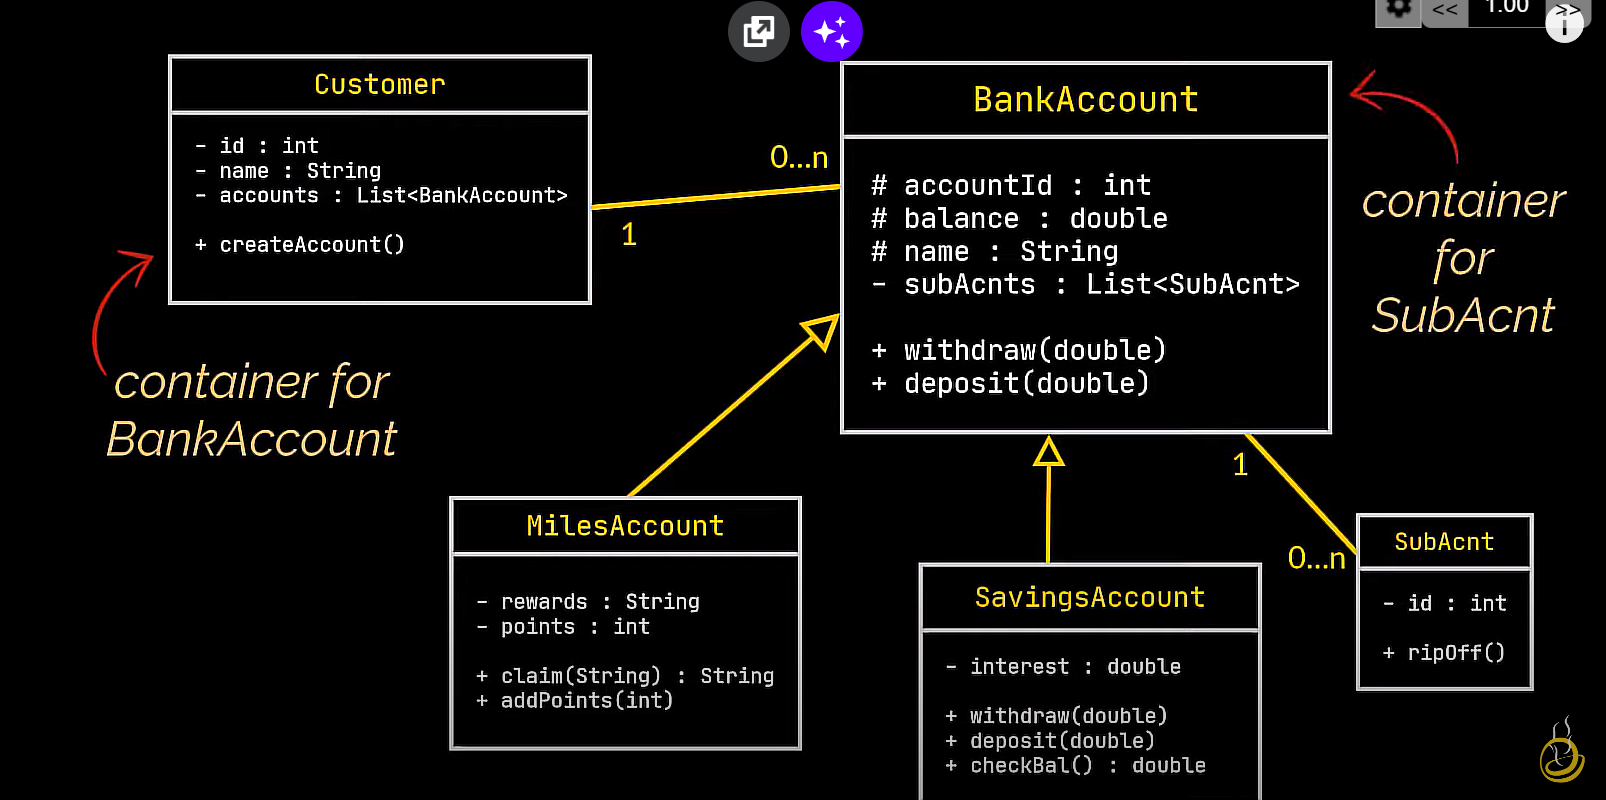 <<
1.00
>>
i
Customer
- id : int
- name : String
- accounts : List<BankAccount>
+ createAccount()
0...n
1
BankAccount
# accountId : int
# balance : double
# name : String
- subAcnts : List<SubAcnt>
+ withdraw(double)
+ deposit(double)
container
for
SubAcnt
container for
BankAccount
1
0...n
MilesAccount
- rewards : String
- points : int
+ claim(String) : String
+ addPoints(int)
SavingsAccount
- interest : double
+ withdraw(double)
+ deposit(double)
+ checkBal() : double
SubAcnt
- id : int
+ ripOff()